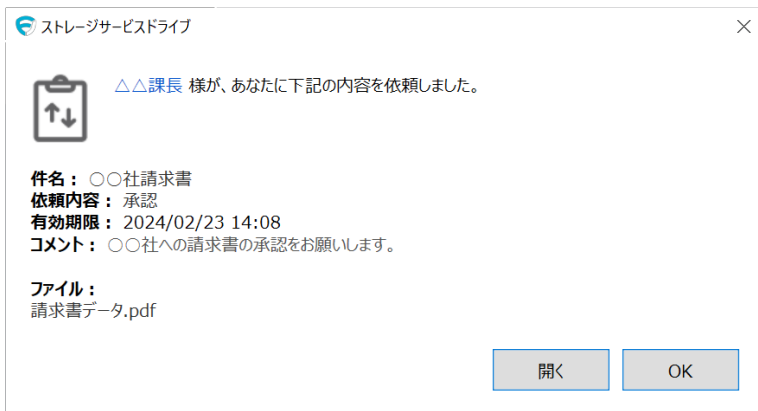 ストレージサービスドライブ
△△課長 様が、あなたに下記の内容を依頼しました。
件名： ○○社請求書
依頼内容： 承認
有効期限： 2024/02/23 14:08
コメント： ○○社への請求書の承認をお願いします。
ファイル：
請求書データ.pdf
開く
OK